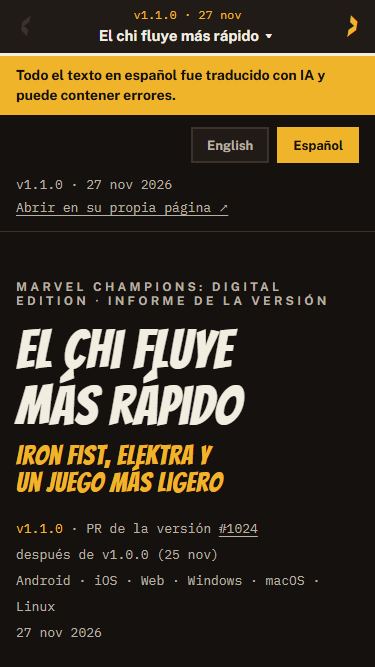 v1.1.0 · 27 nov
El chi fluye más rápido ▾
Todo el texto en español fue traducido con IA y
puede contener errores.
English Español
v1.1.0 · 27 nov 2026
Abrir en su propia página ↗
MARVEL CHAMPIONS: DIGITAL
EDITION · INFORME DE LA VERSIÓN
EL CHI FLUYE
MÁS RÁPIDO
IRON FIST, ELEKTRA Y
UN JUEGO MÁS LIGERO
v1.1.0 · PR de la versión #1024
después de v1.0.0 (25 nov)
Android · iOS · Web · Windows · macOS ·
Linux
27 nov 2026